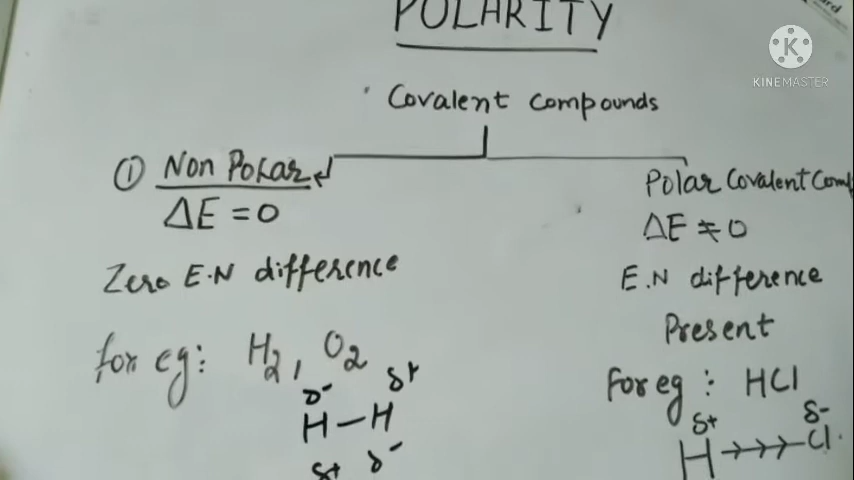 POLARITY
K
KINEMASTER
Covalent Compounds
① Non Polar
ΔE = 0
Zero E.N difference
for eg: H2, O2
δ- δ+
H—H
δ+ δ-
Polar Covalent Com
ΔE ≠ 0
E.N difference
Present
For eg: HCl
δ+ δ-
H→→→Cl.